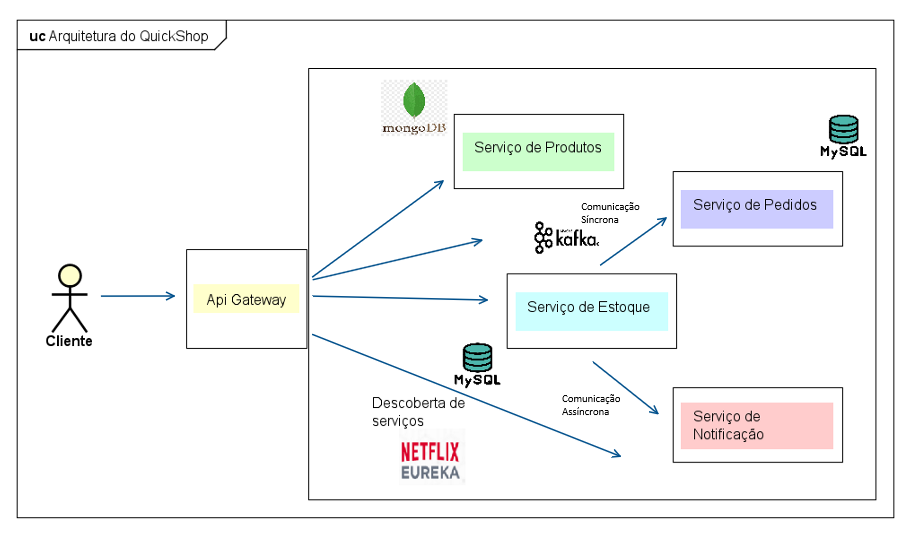 uc Arquitetura do QuickShop
mongoDB
Serviço de Produtos
MySQL
Serviço de Pedidos
Comunicação
Síncrona
kafka
Api Gateway
Serviço de Estoque
Cliente
MySQL
Descoberta de
serviços
Comunicação
Assíncrona
Serviço de
Notificação
NETFLIX
EUREKA